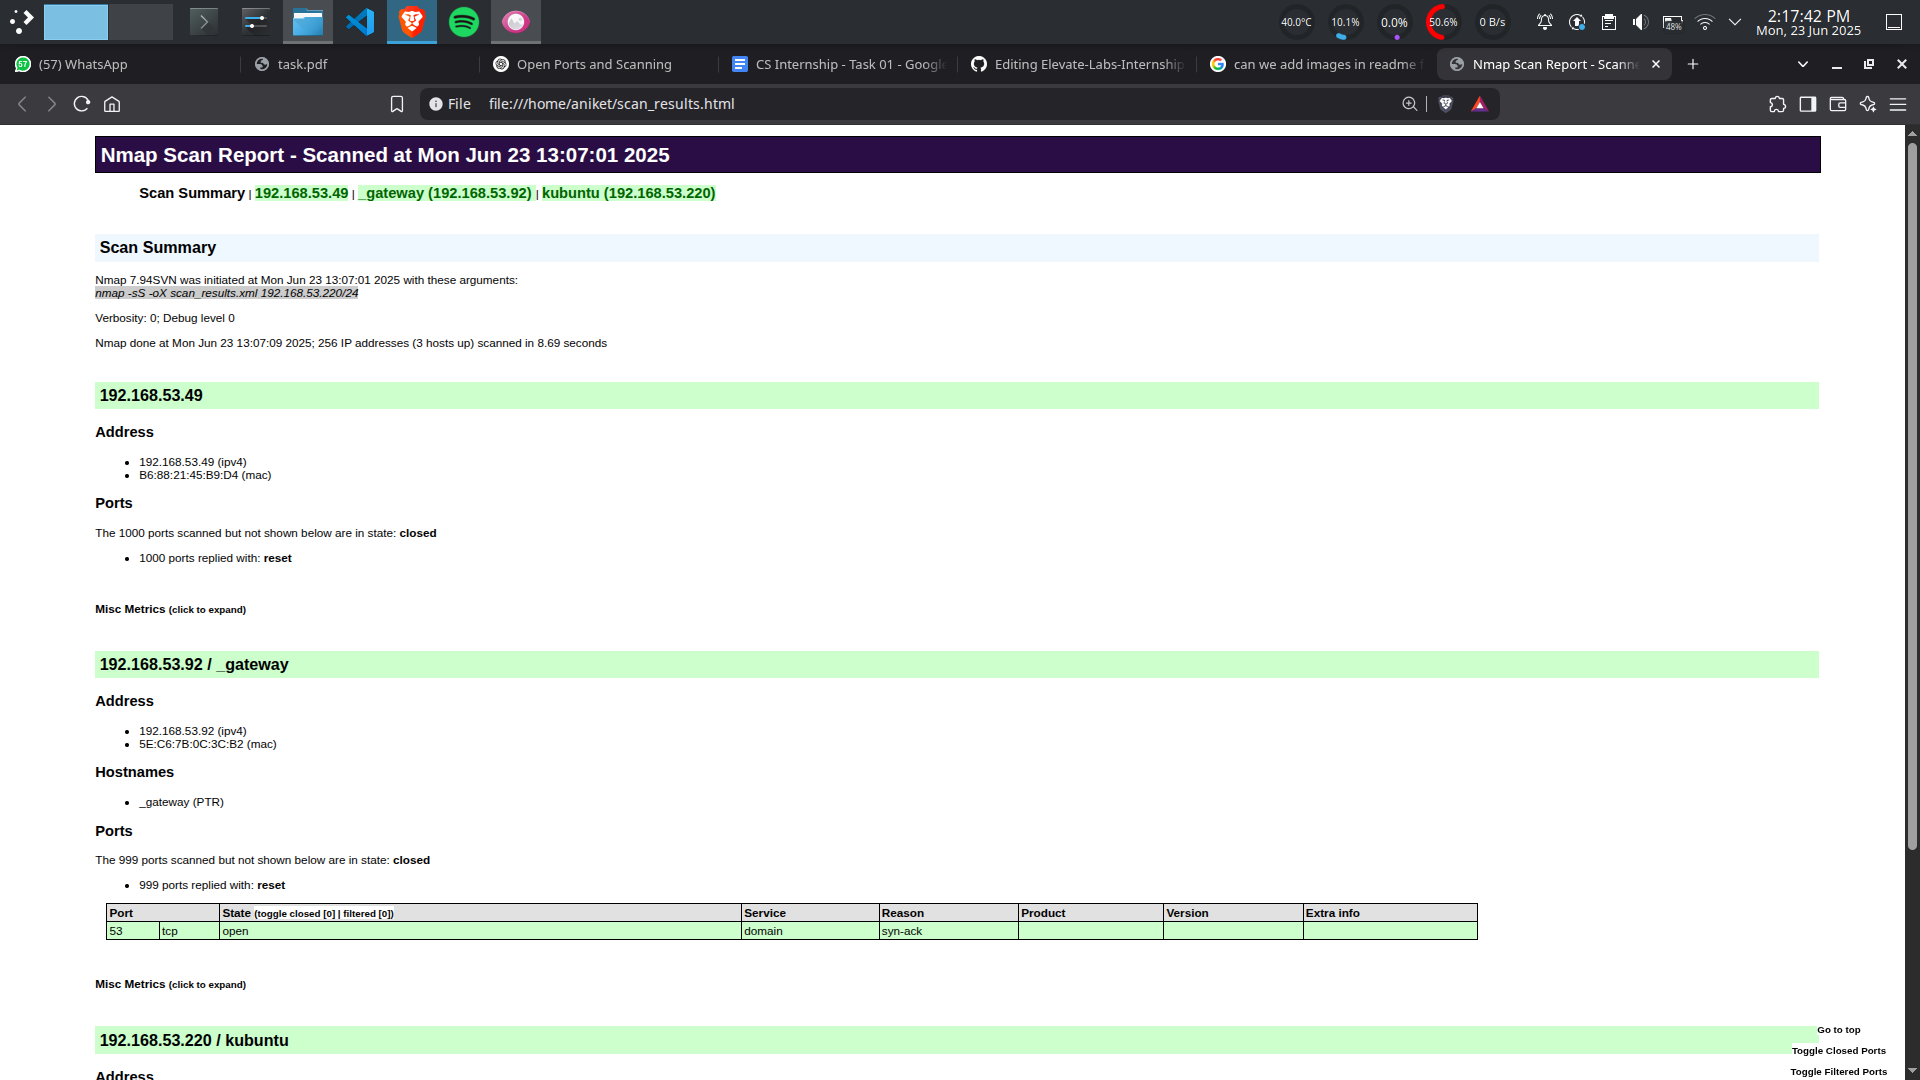 40.0°C 10.1% 0.0% 50.6% 0 B/s 48% 2:17:42 PM
Mon, 23 Jun 2025
57 (57) WhatsApp task.pdf Open Ports and Scanning CS Internship - Task 01 - Google Editing Elevate-Labs-Internship can we add images in readme f Nmap Scan Report - Scann
File file:///home/aniket/scan_results.html
Nmap Scan Report - Scanned at Mon Jun 23 13:07:01 2025
Scan Summary | 192.168.53.49 | _gateway (192.168.53.92) | kubuntu (192.168.53.220)
Scan Summary
Nmap 7.94SVN was initiated at Mon Jun 23 13:07:01 2025 with these arguments:
nmap -sS -oX scan_results.xml 192.168.53.220/24
Verbosity: 0; Debug level 0
Nmap done at Mon Jun 23 13:07:09 2025; 256 IP addresses (3 hosts up) scanned in 8.69 seconds
192.168.53.49
Address
192.168.53.49 (ipv4)
B6:88:21:45:B9:D4 (mac)
Ports
The 1000 ports scanned but not shown below are in state: closed
1000 ports replied with: reset
Misc Metrics (click to expand)
192.168.53.92 / _gateway
Address
192.168.53.92 (ipv4)
5E:C6:7B:0C:3C:B2 (mac)
Hostnames
_gateway (PTR)
Ports
The 999 ports scanned but not shown below are in state: closed
999 ports replied with: reset
Port State (toggle closed [0] | filtered [0]) Service Reason Product Version Extra info
53 tcp open domain syn-ack
Misc Metrics (click to expand)
192.168.53.220 / kubuntu
Address
Go to top
Toggle Closed Ports
Toggle Filtered Ports